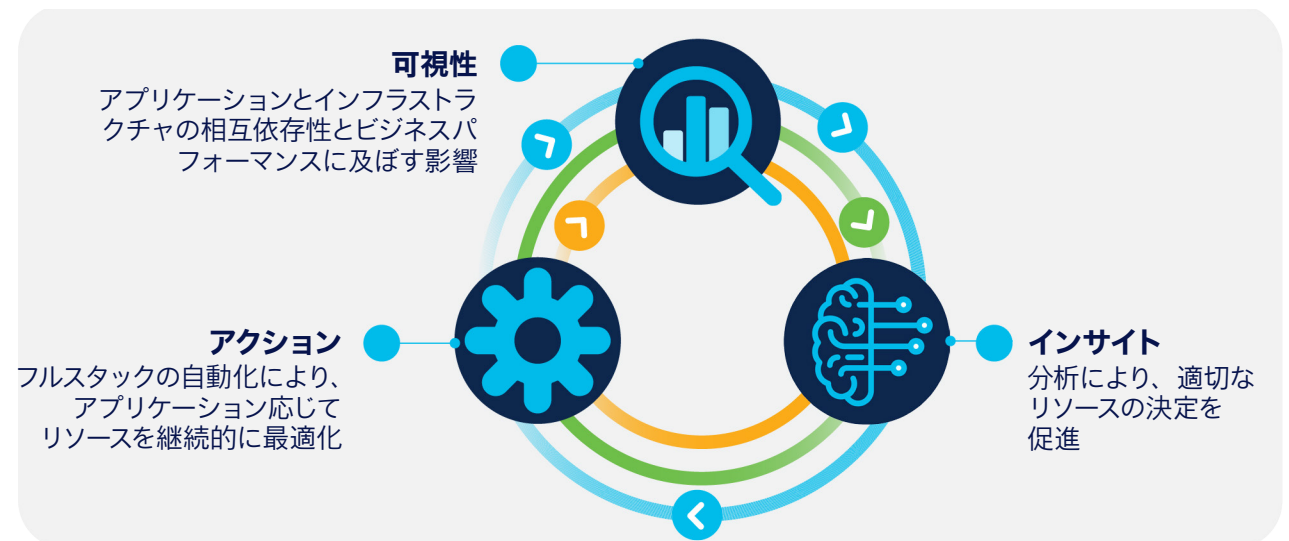 可視性
アプリケーションとインフラストラ
クチャの相互依存性とビジネスパ
フォーマンスに及ぼす影響
アクション
フルスタックの自動化により、
アプリケーション応じて
リソースを継続的に最適化
インサイト
分析により、適切な
リソースの決定を
促進